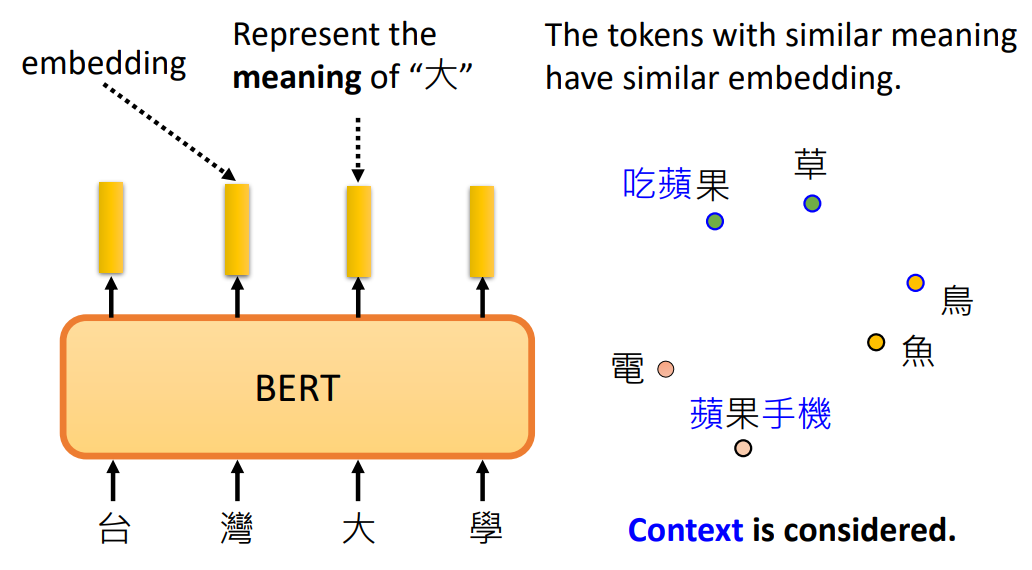 embedding
Represent the
meaning of “大”
BERT
台 灣 大 學
The tokens with similar meaning
have similar embedding.
吃蘋果
草
鳥
魚
電
蘋果手機
Context is considered.